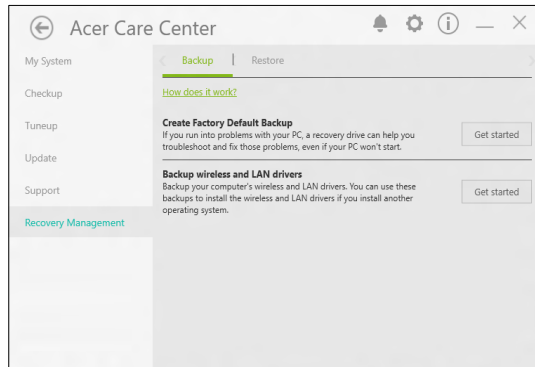 Acer Care Center
My System
Checkup
Tuneup
Update
Support
Recovery Management
Backup | Restore
How does it work?
Create Factory Default Backup
If you run into problems with your PC, a recovery drive can help you
troubleshoot and fix those problems, even if your PC won't start.
Get started
Backup wireless and LAN drivers
Backup your computer's wireless and LAN drivers. You can use these
backups to install the wireless and LAN drivers if you install another
operating system.
Get started